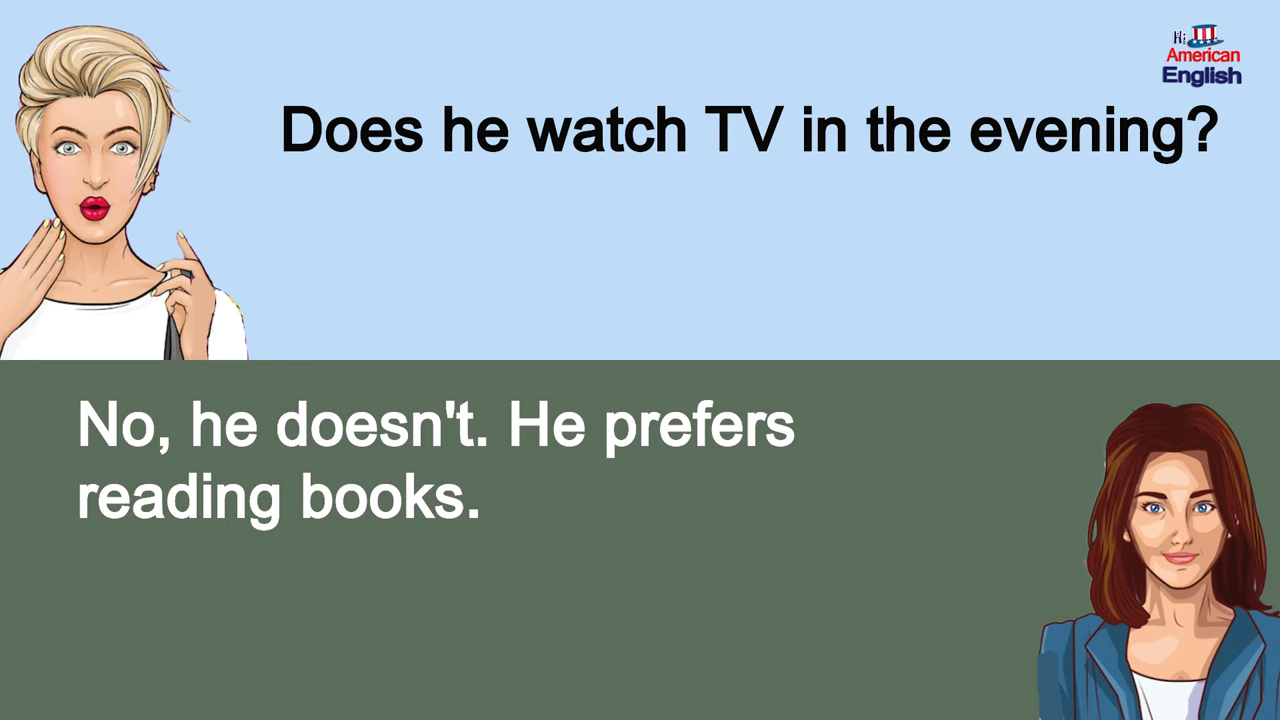 Hi
American
English
Does he watch TV in the evening?
No, he doesn't. He prefers
reading books.